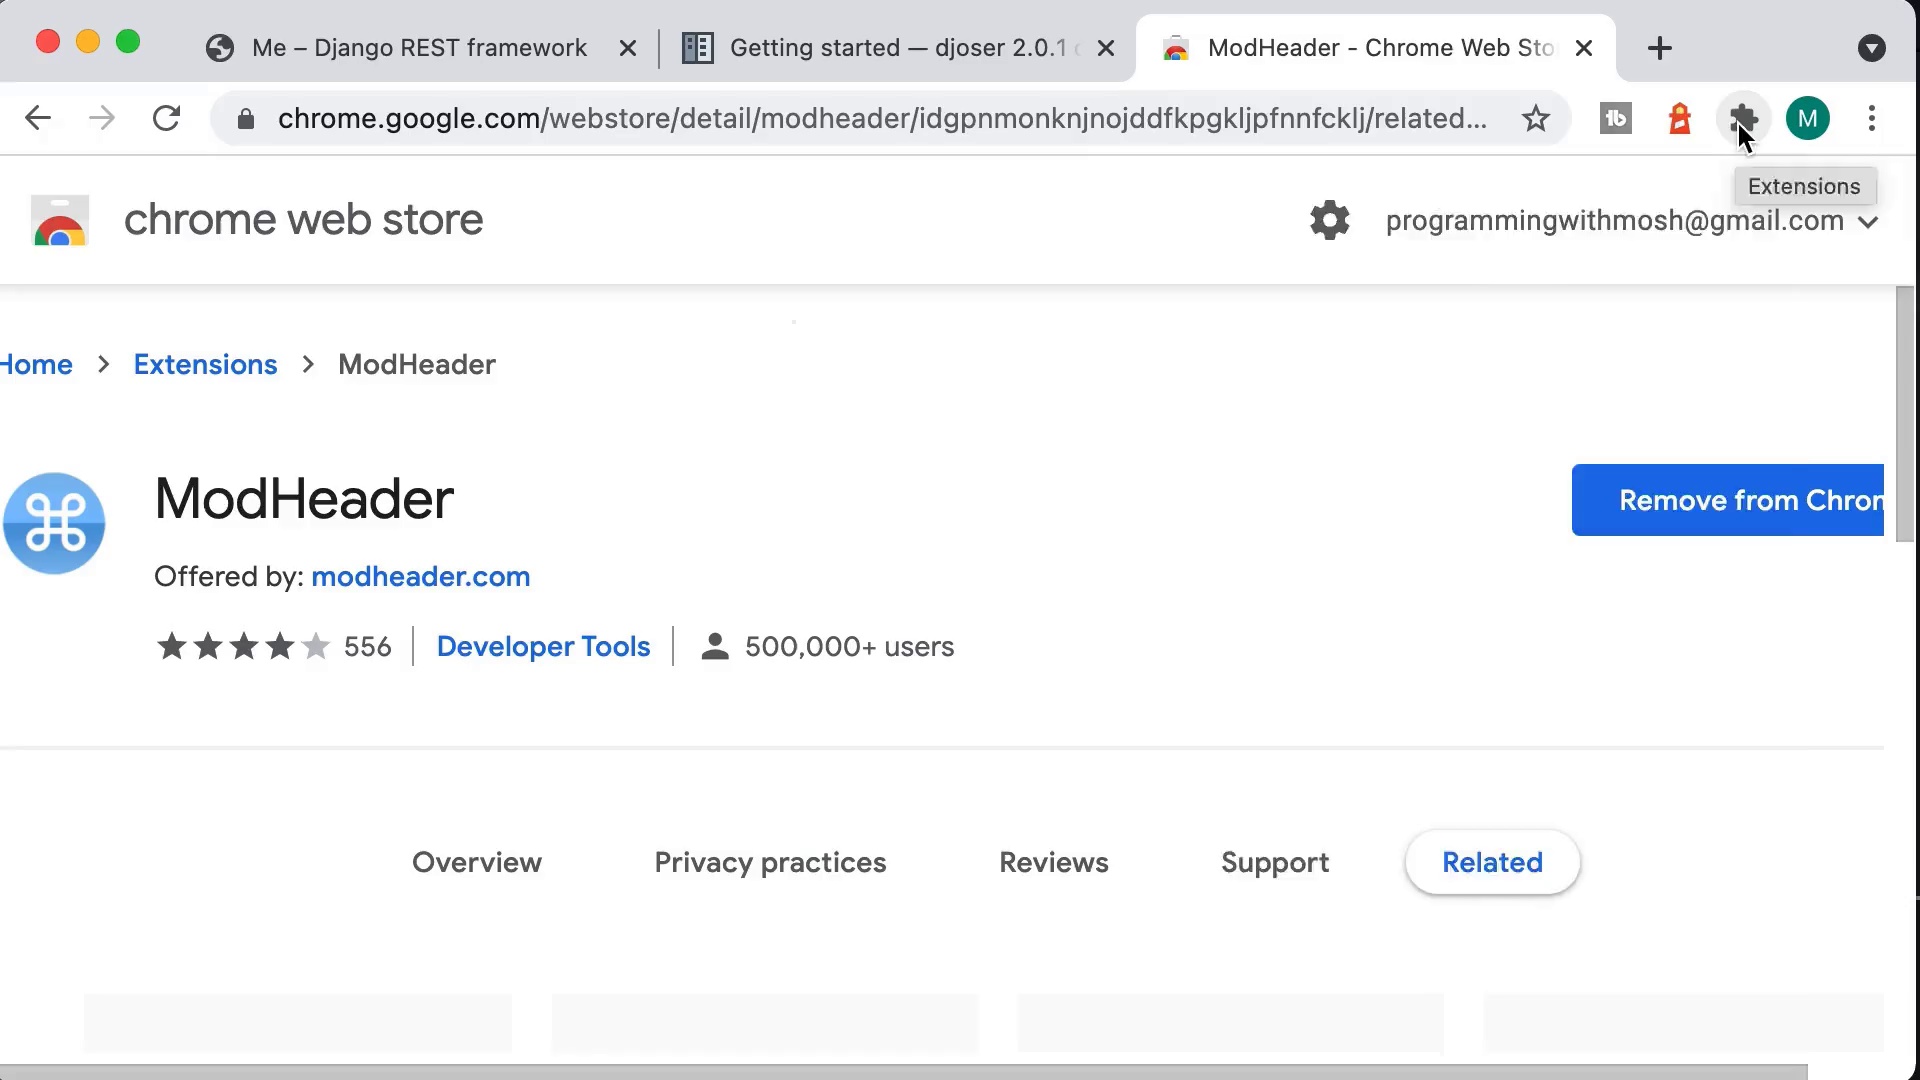 Me – Django REST framework
Getting started — djoser 2.0.1
ModHeader - Chrome Web Sto
chrome.google.com/webstore/detail/modheader/idgpnmonknjnojddfkpgkljpfnnfcklj/related...
M
Extensions
chrome web store
programmingwithmosh@gmail.com
Home > Extensions > ModHeader
ModHeader
Remove from Chrom
Offered by: modheader.com
556 | Developer Tools | 500,000+ users
Overview
Privacy practices
Reviews
Support
Related